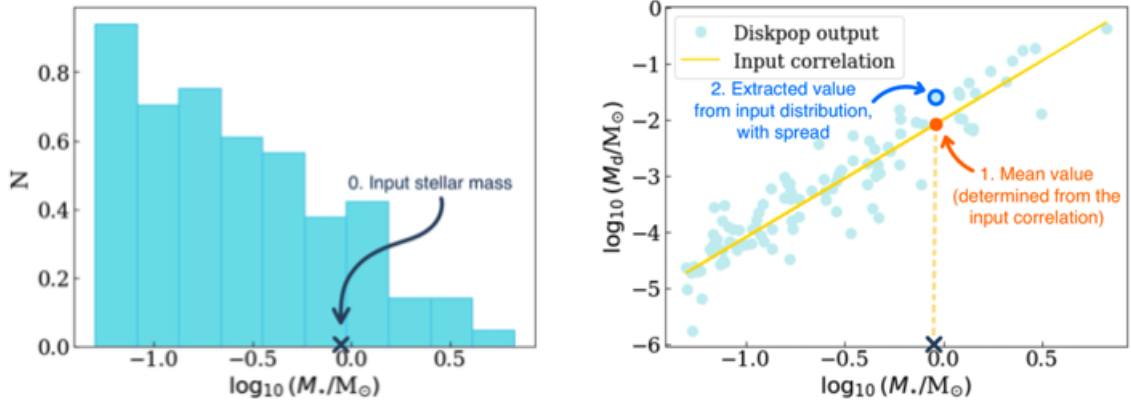 N
0.8
0.6
0.4
0.2
0.0
0. Input stellar mass
−1.0 −0.5 0.0 0.5
log₁₀ (M⋆/M⊙)
log₁₀ (M_d/M⊙)
0
−1
−2
−3
−4
−5
−6
Diskpop output
Input correlation
2. Extracted value
from input distribution,
with spread
1. Mean value
(determined from the
input correlation)
−1.0 −0.5 0.0 0.5
log₁₀ (M⋆/M⊙)